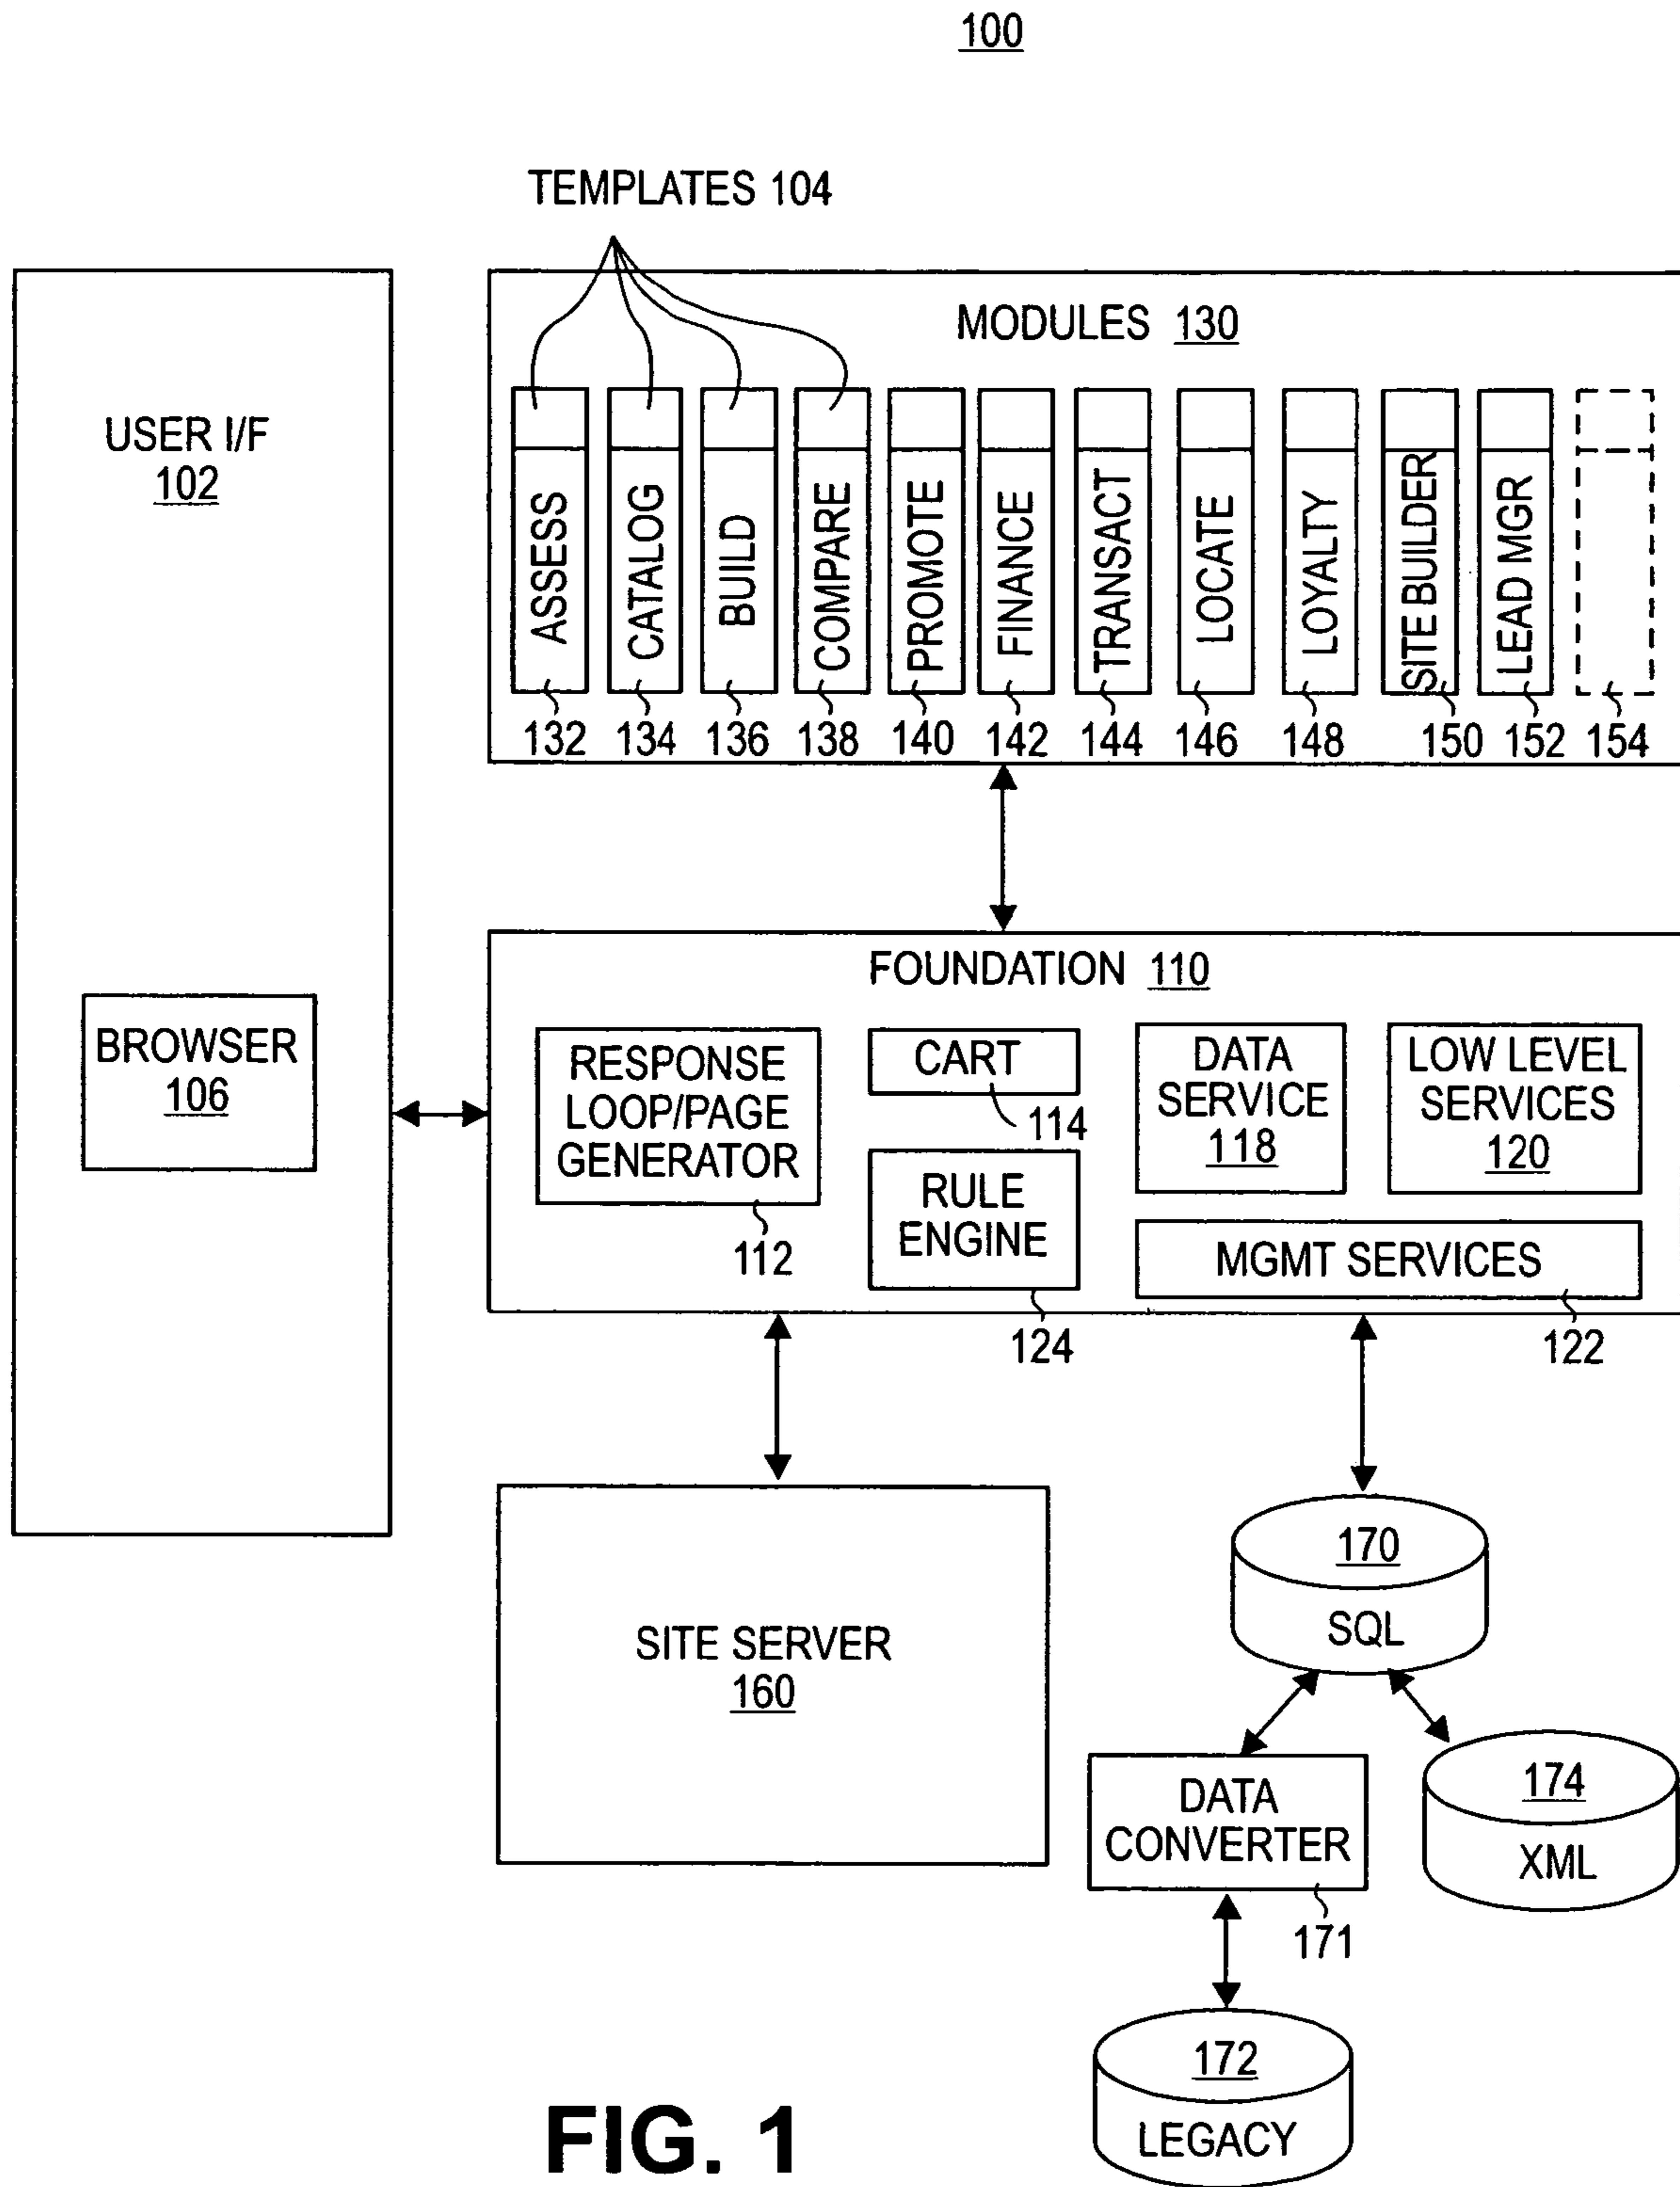 100
TEMPLATES 104
USER I/F
102
BROWSER
106
MODULES 130
ASSESS
CATALOG
BUILD
COMPARE
PROMOTE
FINANCE
TRANSACT
LOCATE
LOYALTY
SITE BUILDER
LEAD MGR
132 134 136 138 140 142 144 146 148 150 152 154
FOUNDATION 110
RESPONSE
LOOP/PAGE
GENERATOR
112
CART
114
RULE
ENGINE
124
DATA
SERVICE
118
LOW LEVEL
SERVICES
120
MGMT SERVICES
122
SITE SERVER
160
170
SQL
DATA
CONVERTER
171
174
XML
172
LEGACY
FIG. 1